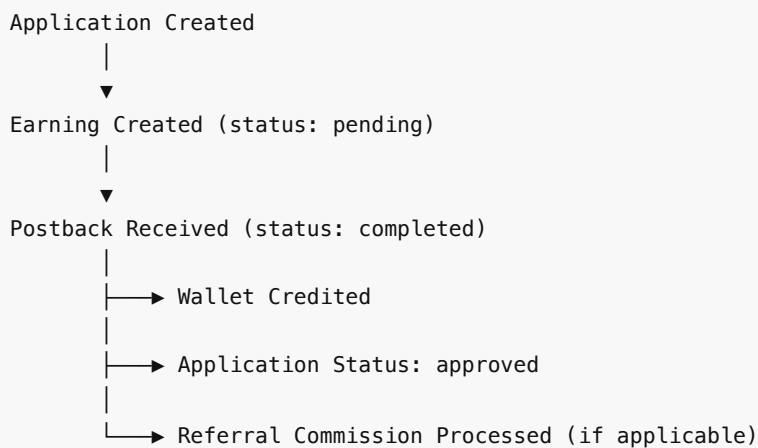 Application Created
Earning Created (status: pending)
Postback Received (status: completed)
Wallet Credited
Application Status: approved
Referral Commission Processed (if applicable)